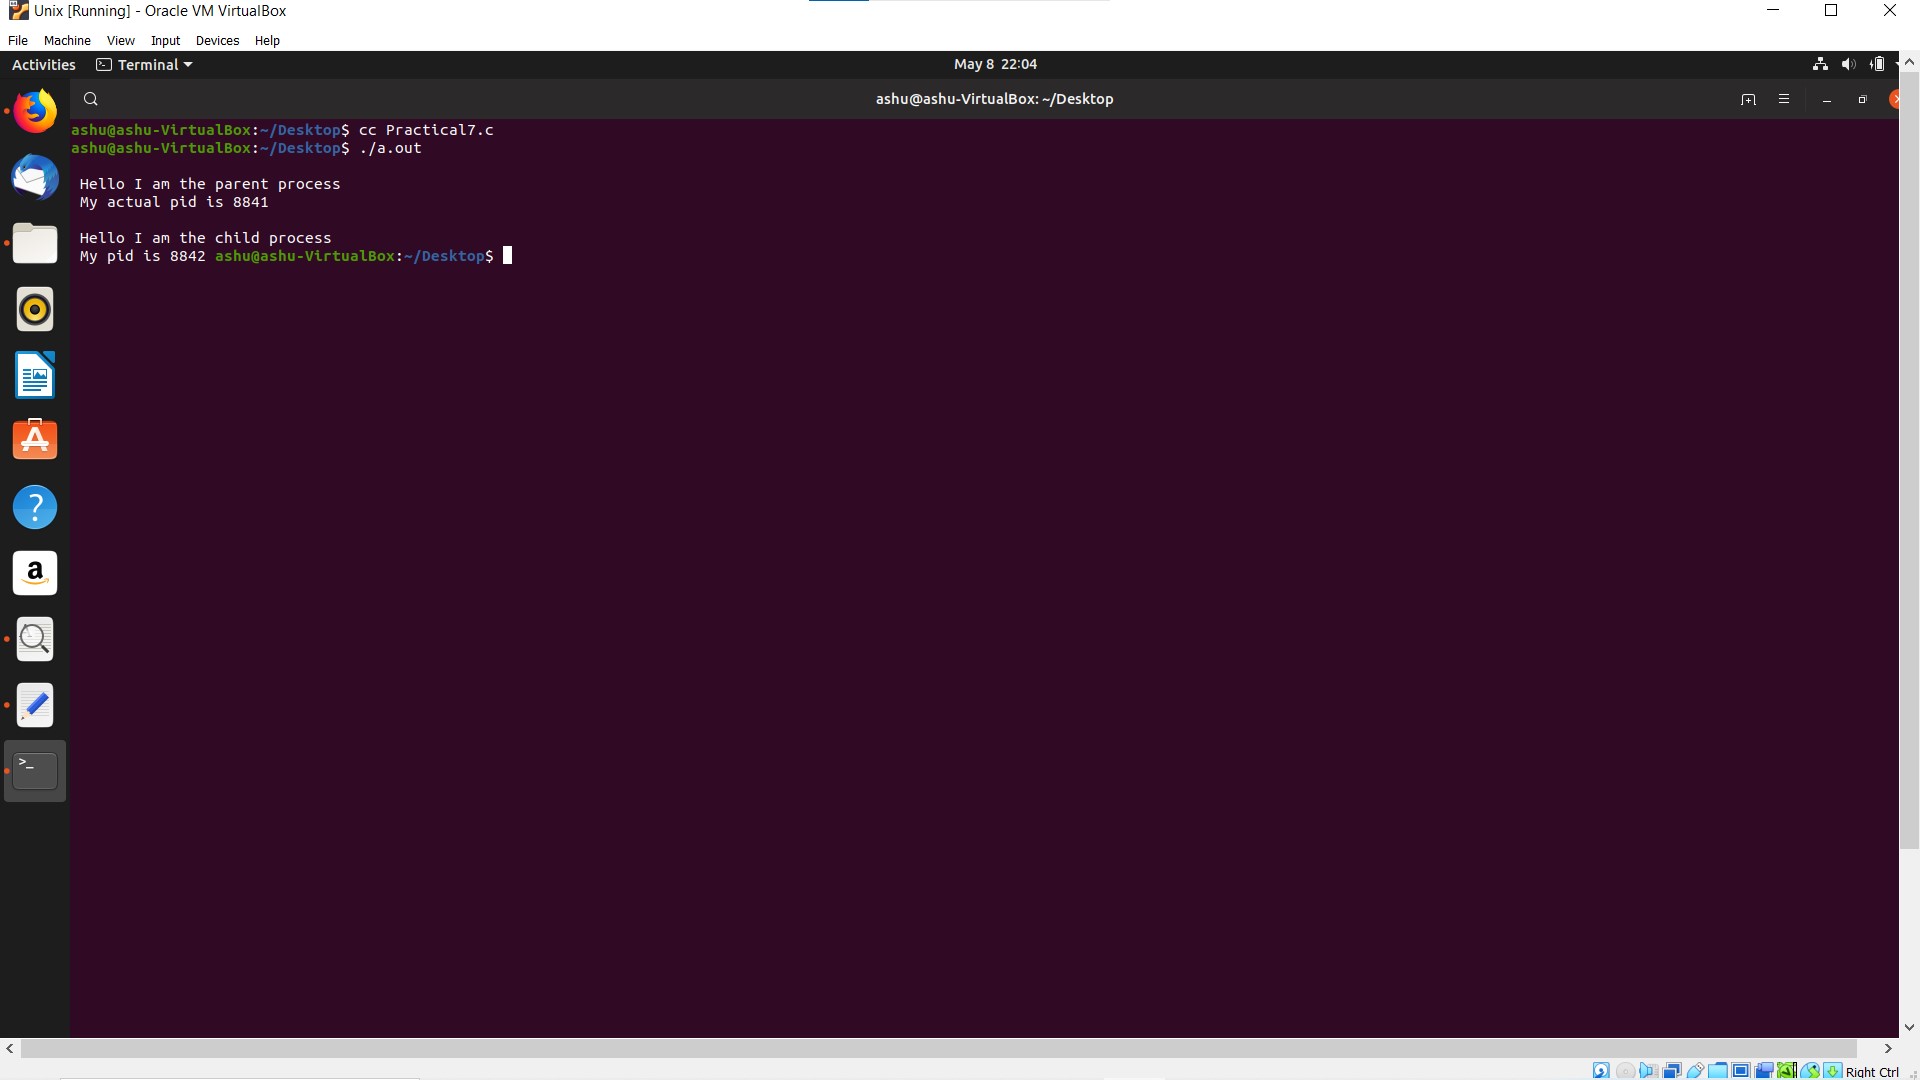 Unix [Running] - Oracle VM VirtualBox
File Machine View Input Devices Help
Activities Terminal May 8 22:04
ashu@ashu-VirtualBox: ~/Desktop
ashu@ashu-VirtualBox:~/Desktop$ cc Practical7.c
ashu@ashu-VirtualBox:~/Desktop$ ./a.out
Hello I am the parent process
My actual pid is 8841
Hello I am the child process
My pid is 8842 ashu@ashu-VirtualBox:~/Desktop$
Right Ctrl